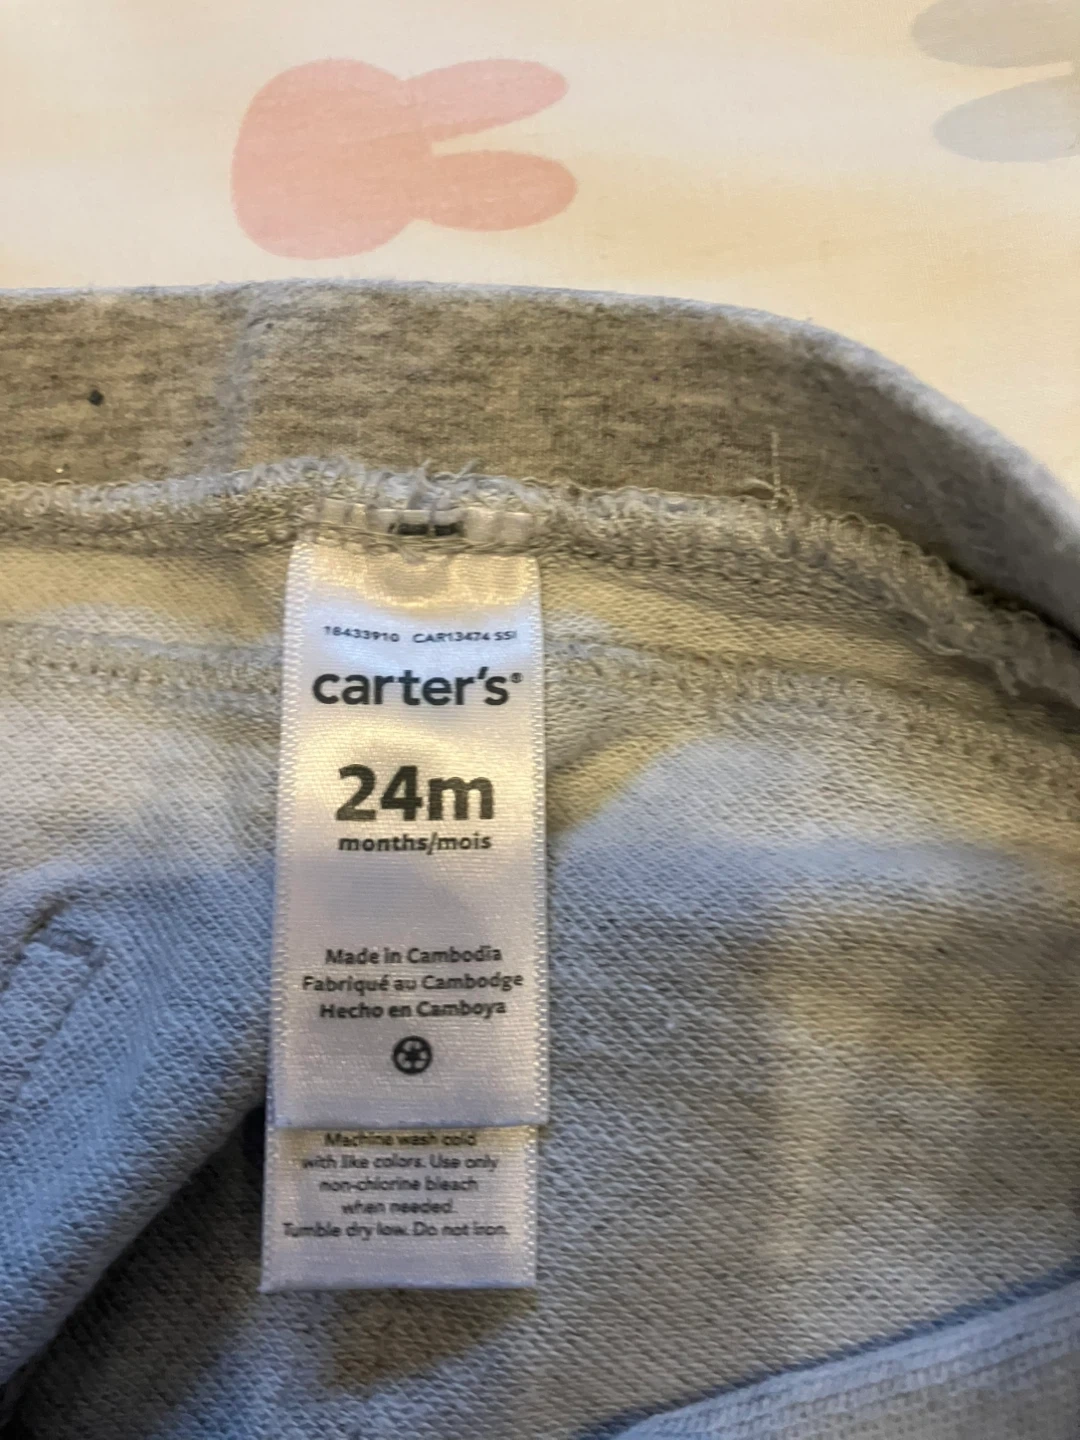 18433910 CAR13474 SSI
carter's®
24m
months/mois
Made in Cambodia
Fabriqué au Cambodge
Hecho en Camboya
Machine wash cold
with like colors. Use only
non-chlorine bleach
when needed.
Tumble dry low. Do not iron.